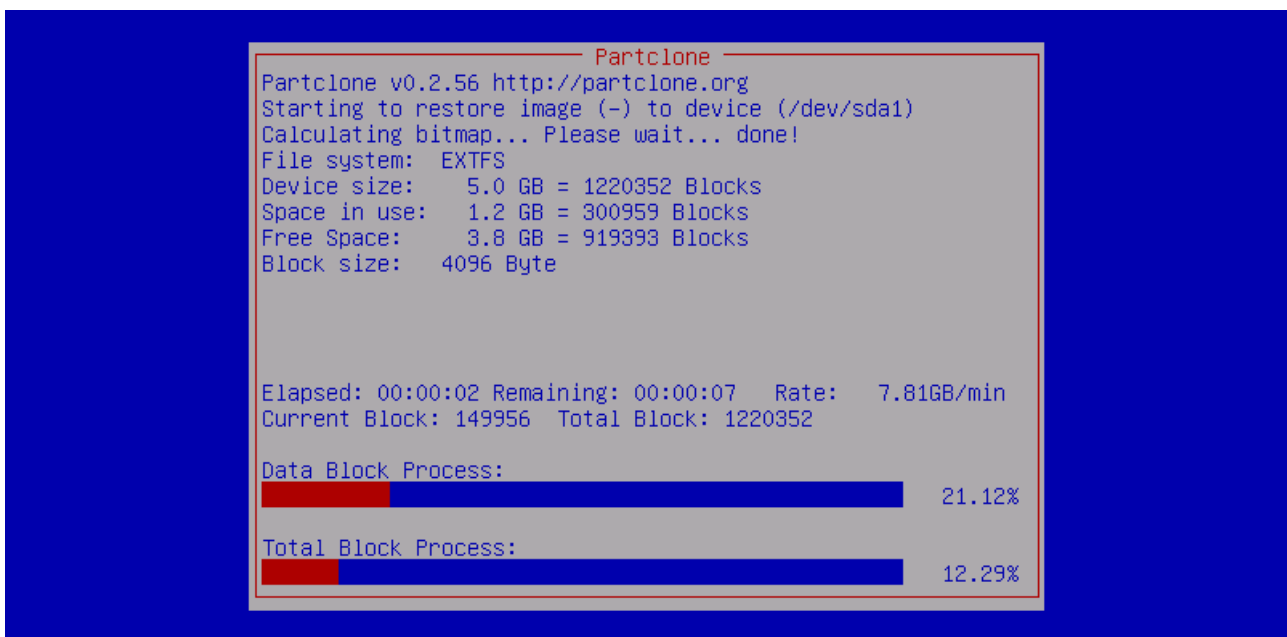 Partclone
Partclone v0.2.56 http://partclone.org
Starting to restore image (-) to device (/dev/sda1)
Calculating bitmap... Please wait... done!
File system:  EXTFS
Device size:    5.0 GB = 1220352 Blocks
Space in use:   1.2 GB = 300959 Blocks
Free Space:     3.8 GB = 919393 Blocks
Block size:   4096 Byte
Elapsed: 00:00:02 Remaining: 00:00:07   Rate:   7.81GB/min
Current Block: 149956  Total Block: 1220352
Data Block Process:
21.12%
Total Block Process:
12.29%